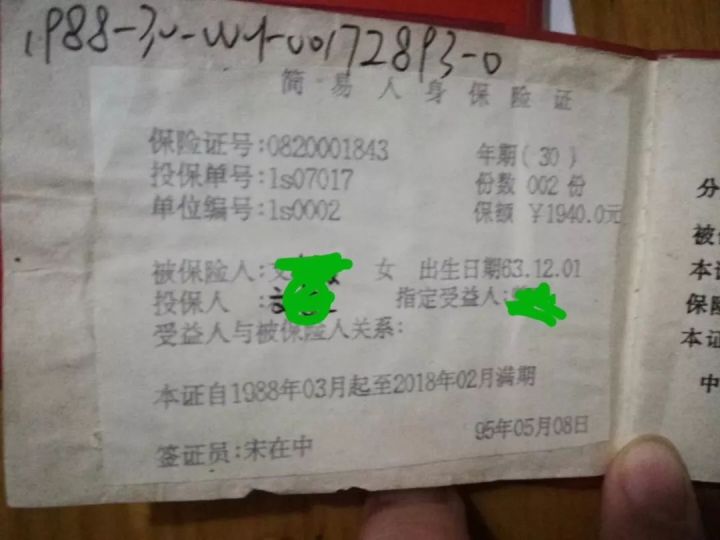 简易人身保险证
保险证号:0820001843 年期( 30 )
投保单号:1s07017 份数 002 份
单位编号:1s0002 保额 ￥1940.0元
被保险人: 女 出生日期63.12.01
投保人 : 指定受益人:
受益人与被保险人关系:
本证自1988年03月起至2018年02月满期
95年05月08日
签证员:宋在中
分
被
本
保险
本证
中